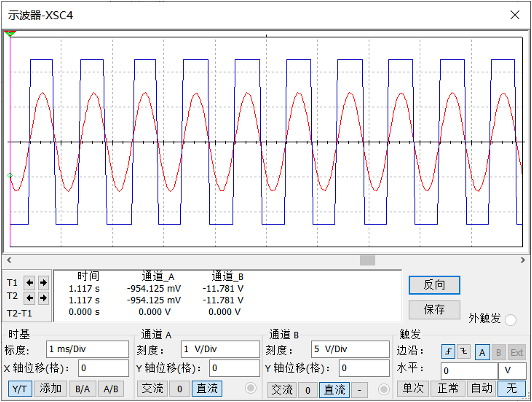 示波器-XSC4
时间 通道_A 通道_B
T1 1.117 s -954.125 mV -11.781 V
T2 1.117 s -954.125 mV -11.781 V
T2-T1 0.000 s 0.000 V 0.000 V
反向
保存
外触发
时基 通道 A 通道 B 触发
标度: 1 ms/Div 刻度: 1 V/Div 刻度: 5 V/Div 边沿: A B Ext
X 轴位移(格): 0 Y 轴位移(格): 0 Y 轴位移(格): 0 水平: 0 V
Y/T 添加 B/A A/B 交流 0 直流 交流 0 直流 - 单次 正常 自动 无